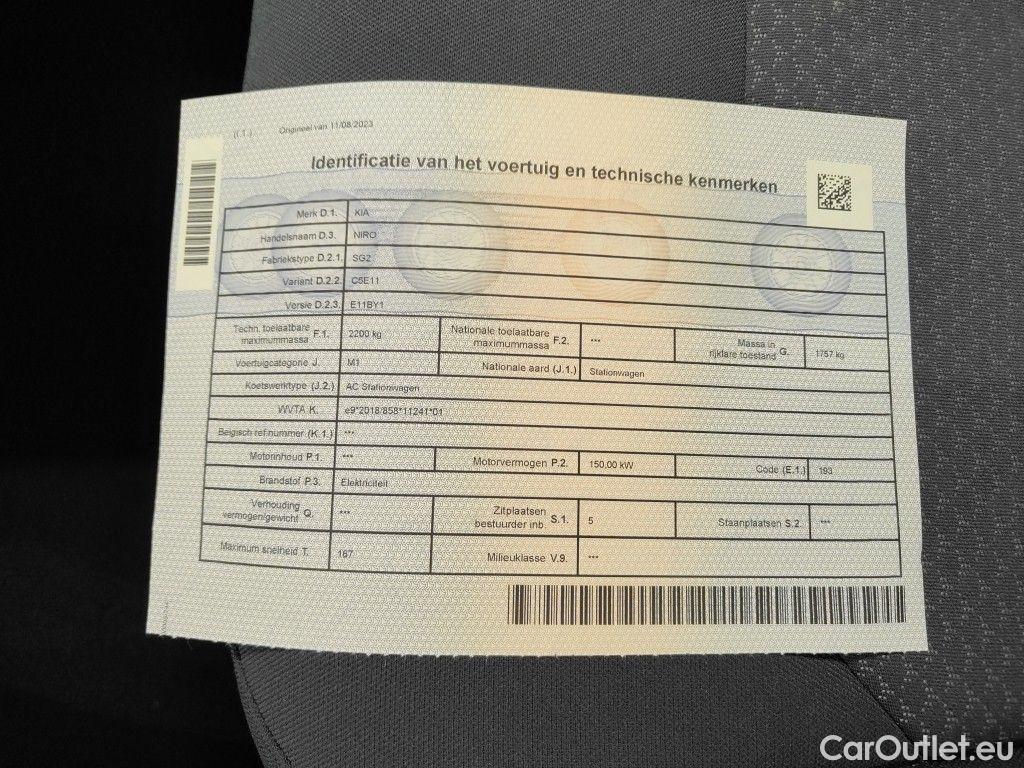 (I.1.) Origineel van 11/08/2023
Identificatie van het voertuig en technische kenmerken
Merk D.1. KIA
Handelsnaam D.3. NIRO
Fabriekstype D.2.1. SG2
Variant D.2.2. C5E11
Versie D.2.3. E11BY1
Techn. toelaatbare maximummassa F.1. 2200 kg Nationale toelaatbare maximummassa F.2. *** Massa in rijklare toestand G. 1757 kg
Voertuigcategorie J. M1 Nationale aard (J.1.) Stationwagen
Koetswerktype (J.2.) AC Stationwagen
WVTA K. e9*2018/858*11241*01
Belgisch ref.nummer (K.1.) ***
Motorinhoud P.1. *** Motorvermogen P.2. 150,00 kW Code (E.1.) 193
Brandstof P.3. Elektriciteit
Verhouding vermogen/gewicht Q. *** Zitplaatsen bestuurder inb. S.1. 5 Staanplaatsen S.2. ***
Maximum snelheid T. 167 Milieuklasse V.9. ***
CarOutlet.eu